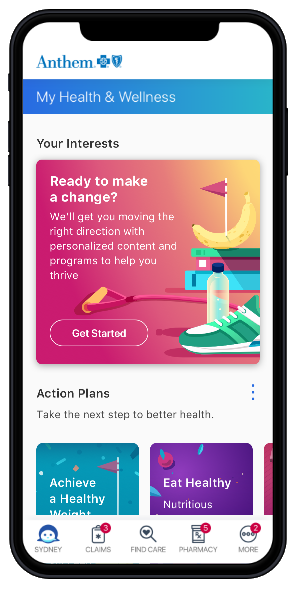 Anthem
My Health & Wellness
Your Interests
Ready to make
a change?
We'll get you moving the
right direction with
personalized content and
programs to help you
thrive
Get Started
Action Plans
Take the next step to better health.
Achieve
a Healthy
Weight
Eat Healthy
Nutritious
3
5
2
SYDNEY
CLAIMS
FIND CARE
PHARMACY
MORE